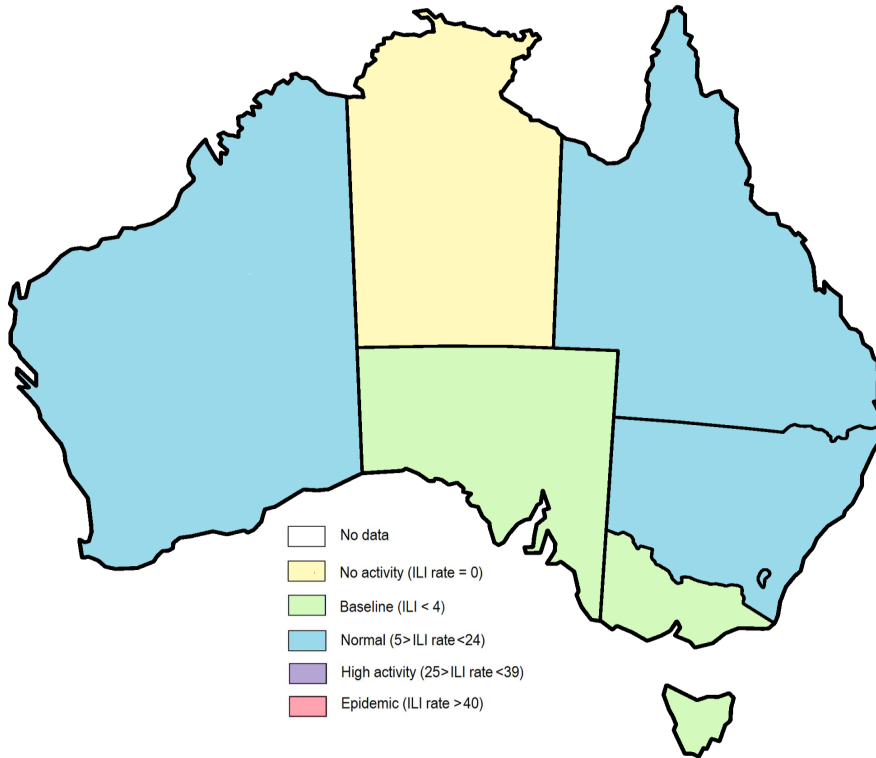 No data
No activity (ILI rate = 0)
Baseline (ILI < 4)
Normal (5> ILI rate<24)
High activity (25> ILI rate <39)
Epidemic (ILI rate >40)